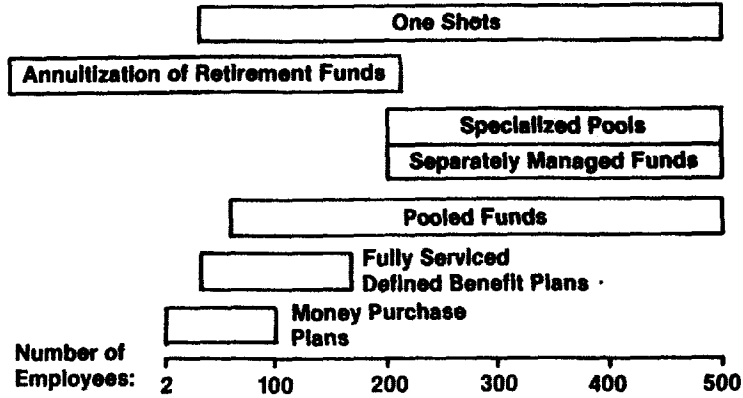 One Shots
Annuitization of Retirement Funds
Specialized Pools
Separately Managed Funds
Pooled Funds
Fully Serviced
Defined Benefit Plans
Money Purchase
Plans
Number of
Employees:
2 100 200 300 400 500